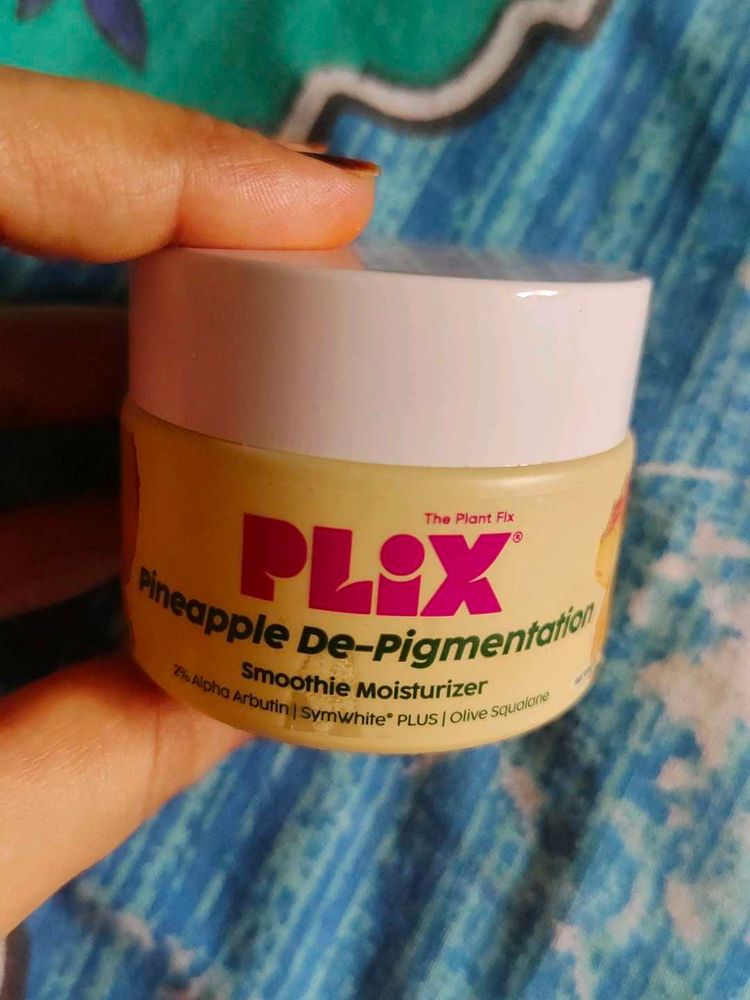 The Plant Fix
PLiX®
Pineapple De-Pigmentation
Smoothie Moisturizer
2% Alpha Arbutin | SymWhite® PLUS | Olive Squalane